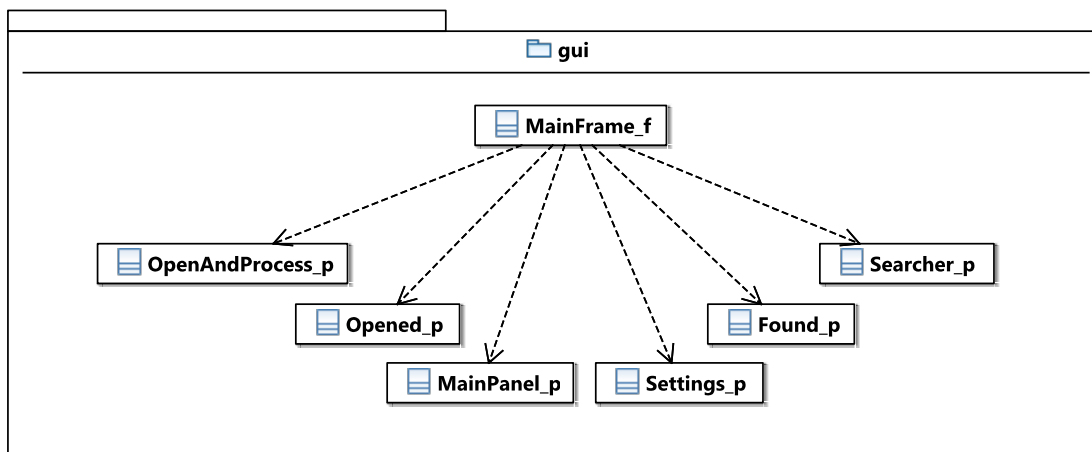 gui
MainFrame_f
OpenAndProcess_p
Searcher_p
Opened_p
Found_p
MainPanel_p
Settings_p